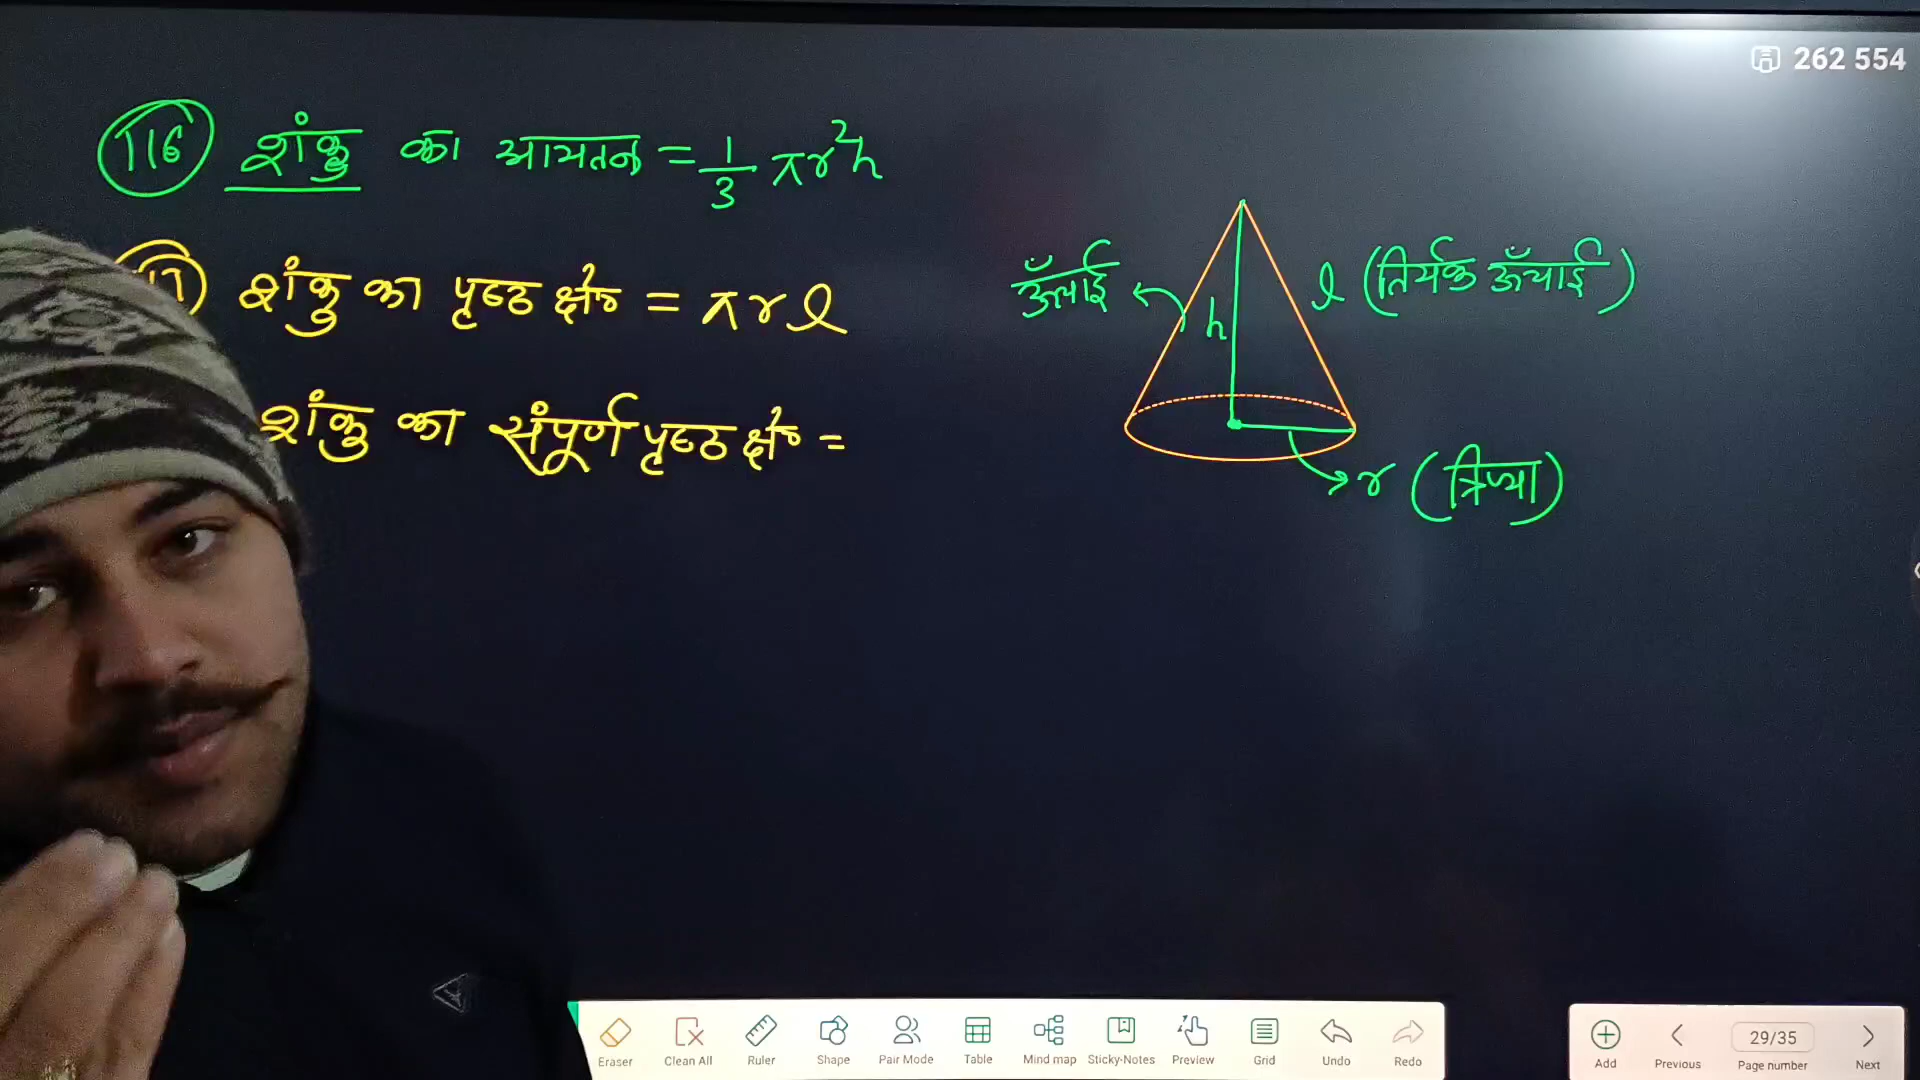 262 554
116 शंकु का आयतन = 1/3 πr²h
शंकु का पृष्ठ क्षे॰ = πrl
शंकु का संपूर्ण पृष्ठ क्षे॰ =
ऊँचाई
h
l (तिर्यक ऊँचाई)
r (त्रिज्या)
Eraser Clean All Ruler Shape Pair Mode Table Mind map Sticky-Notes Preview Grid Undo Redo
29/35
Add Previous Page number Next